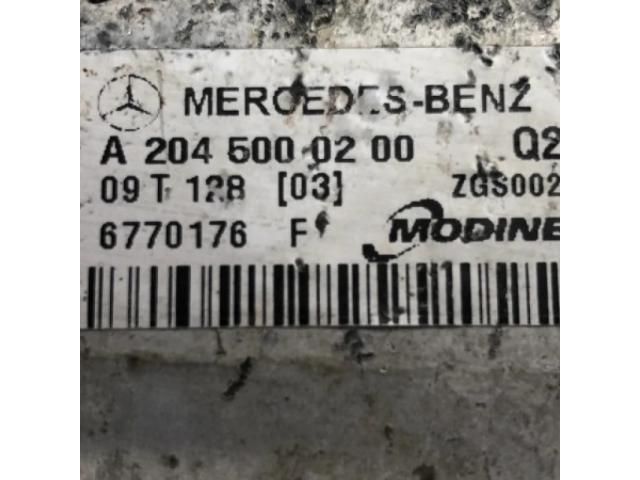 MERCEDES-BENZ
A 204 500 02 00 Q2
09 T 128 [03] ZGS002
6770176 F MODINE